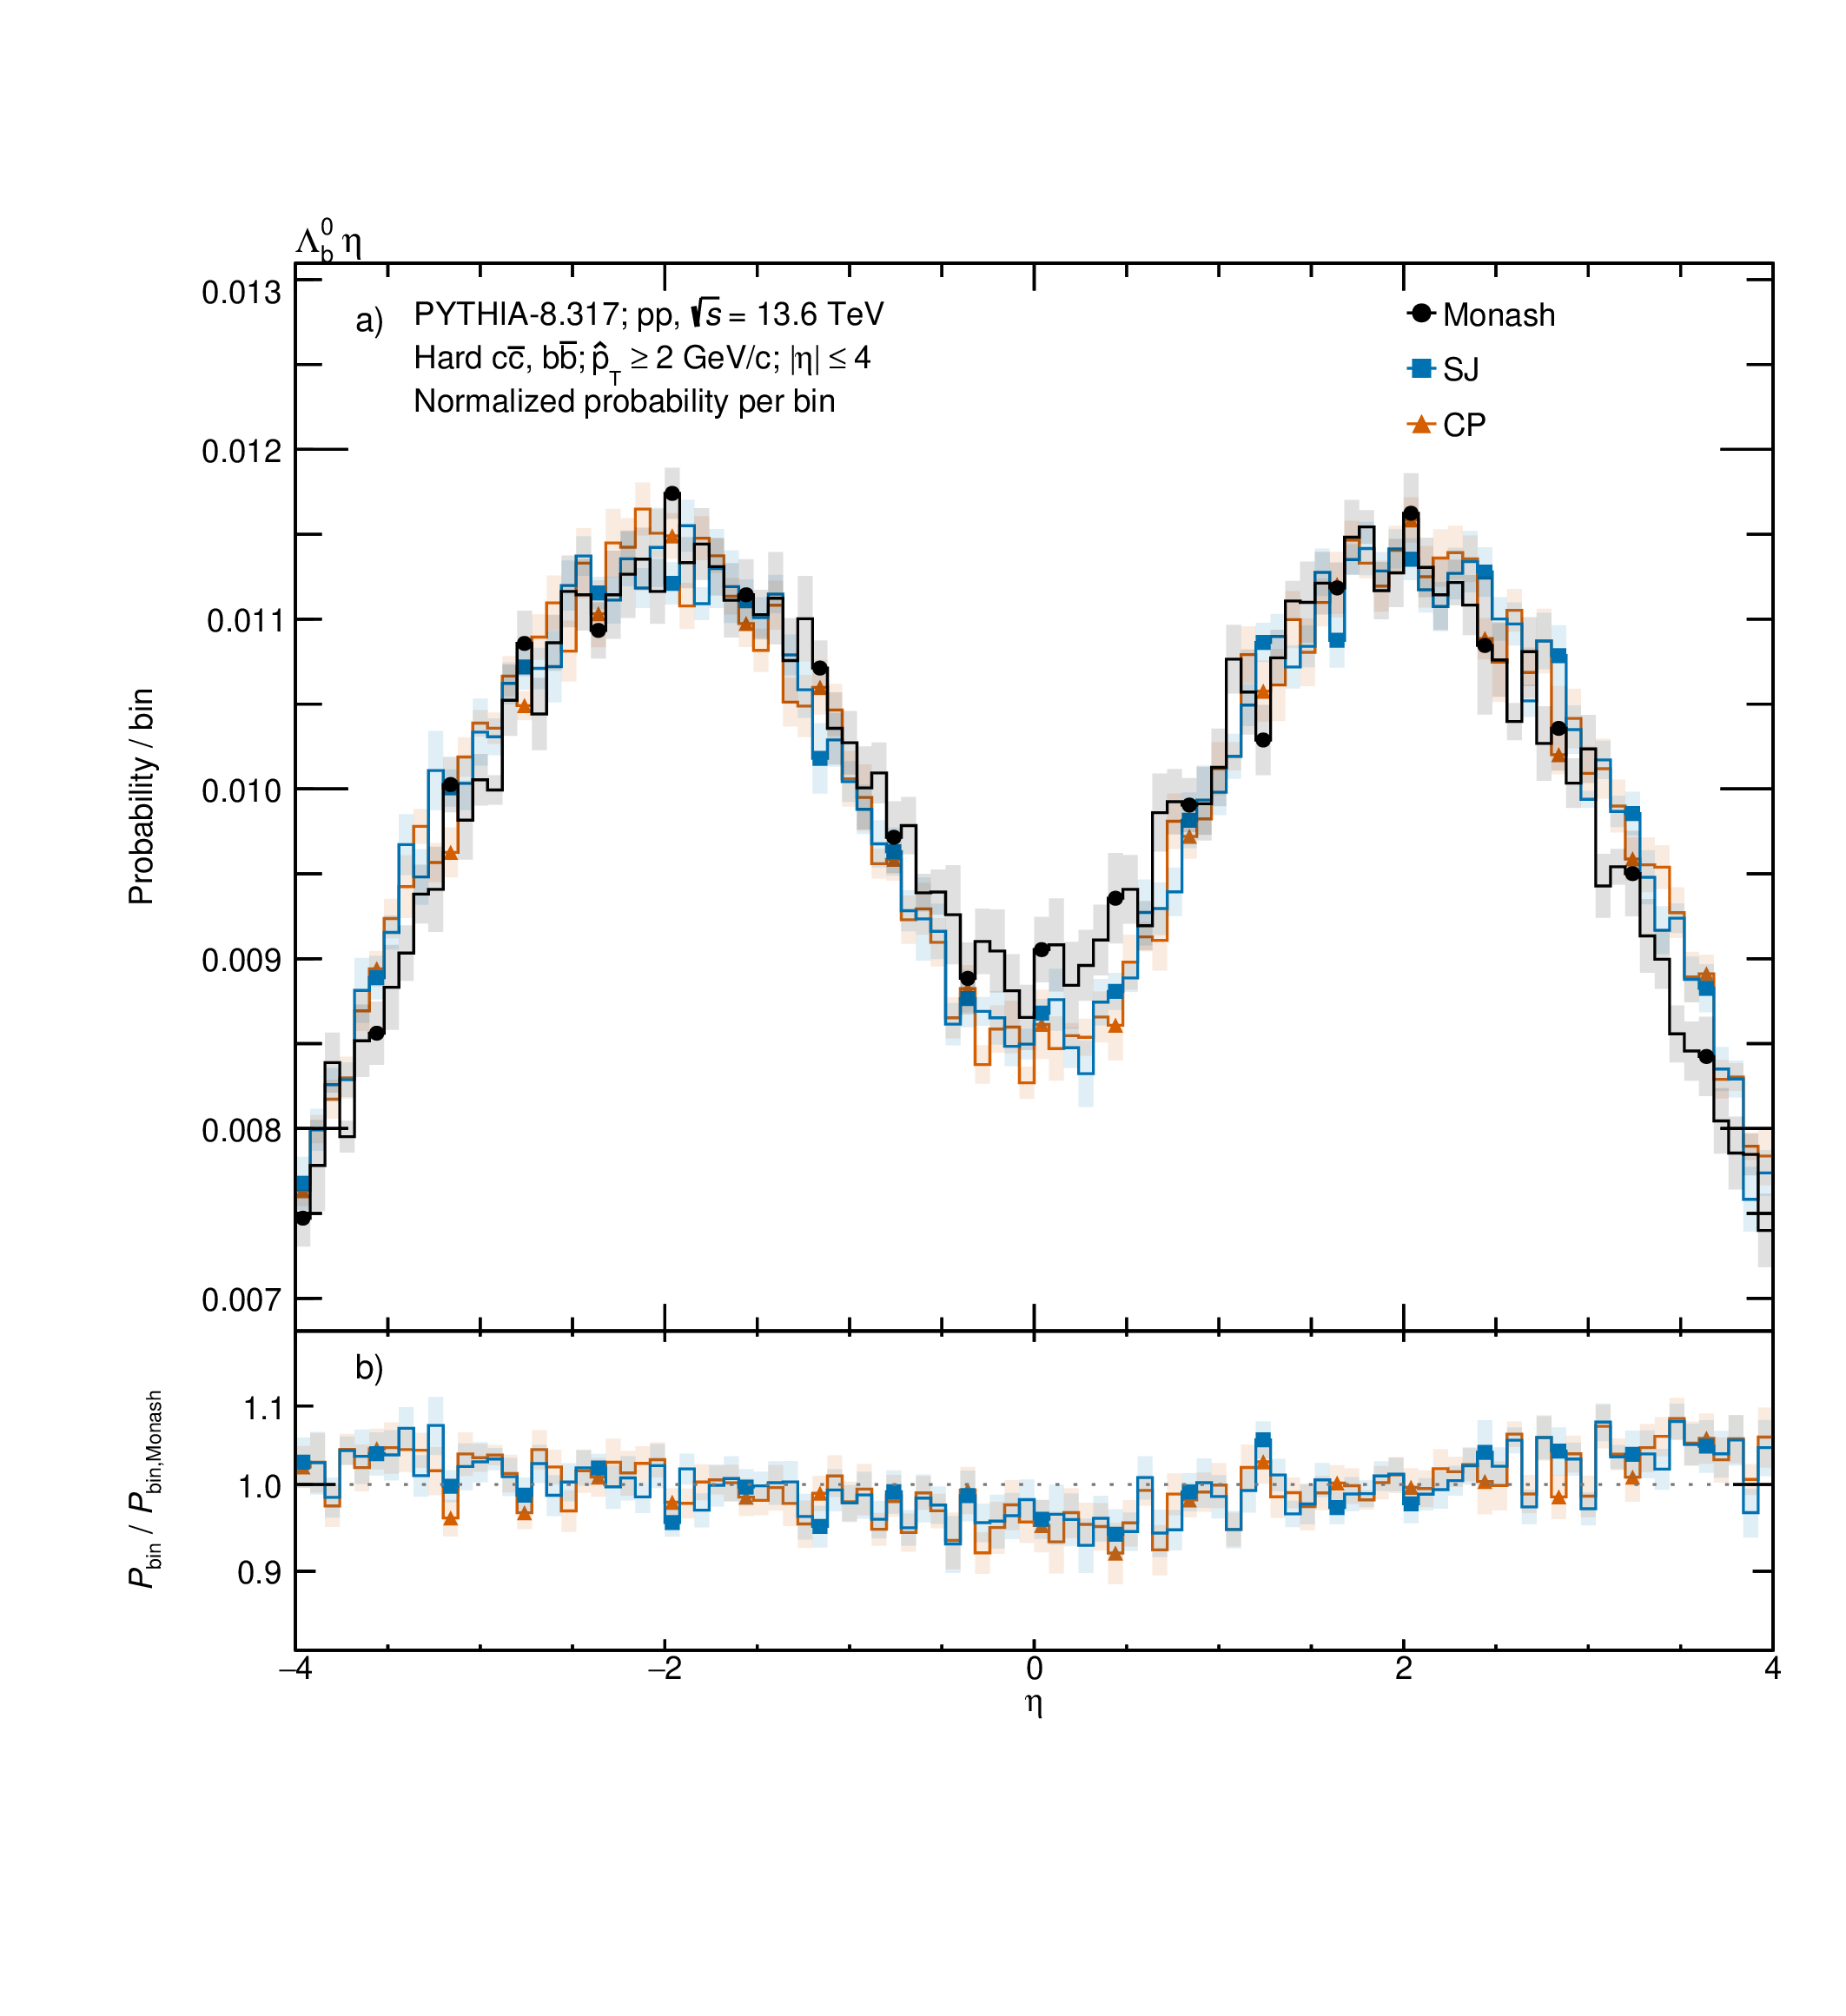 Λ⁰b η
a)
PYTHIA-8.317; pp, √s = 13.6 TeV
Hard cc̅, bb̅; p̂T ≥ 2 GeV/c; |η| ≤ 4
Normalized probability per bin
Monash
SJ
CP
0.013
0.012
0.011
0.010
0.009
0.008
0.007
Probability / bin
b)
1.1
1.0
0.9
Pbin / Pbin,Monash
−4
−2
0
2
4
η